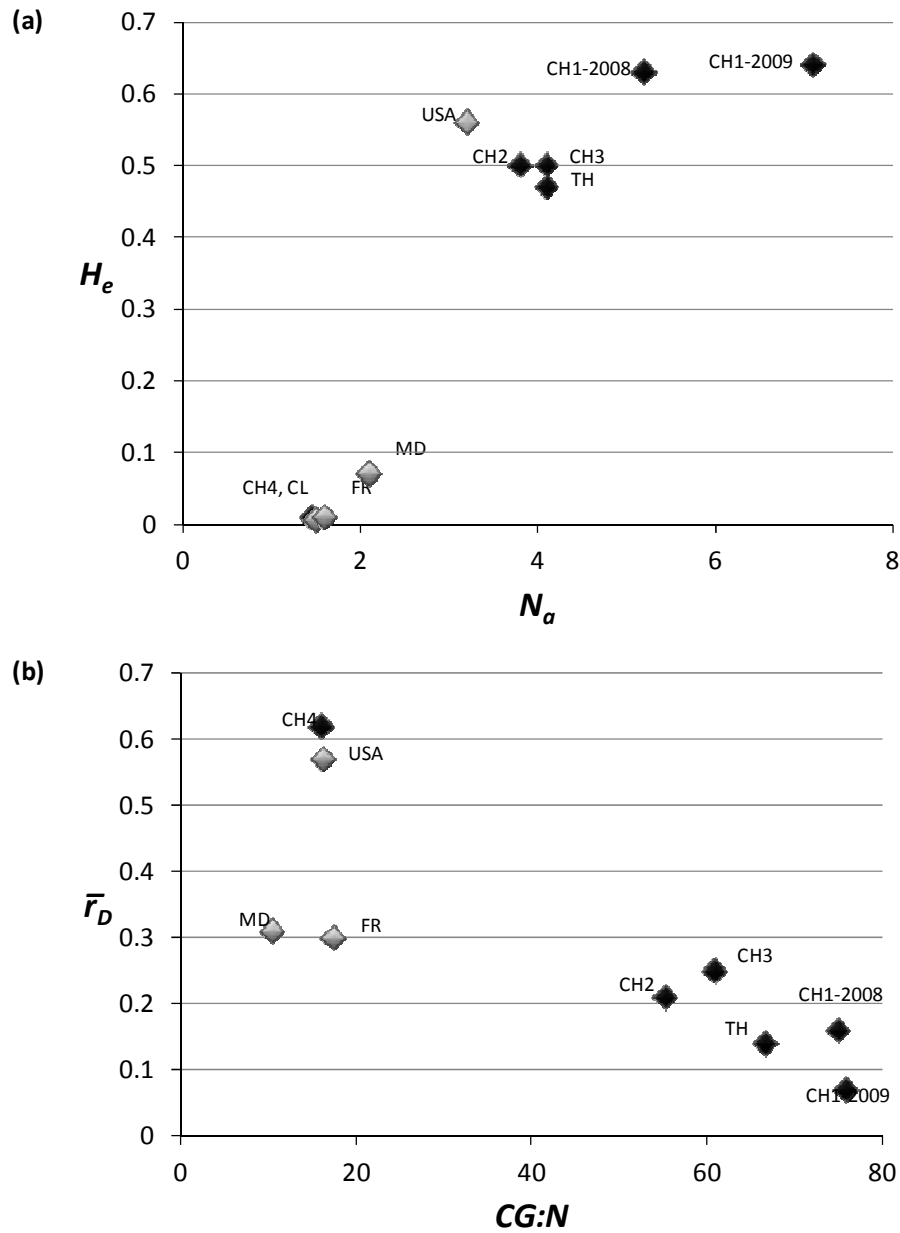 (a)
0.7
0.6
0.5
0.4
0.3
0.2
0.1
0
He
CH1-2008
CH1-2009
USA
CH2
CH3
TH
MD
CH4, CL
FR
0 2 4 6 8
Na
(b)
0.7
0.6
0.5
0.4
0.3
0.2
0.1
0
r̄D
CH4
USA
MD
FR
CH3
CH2
CH1-2008
TH
CH1-2009
0 20 40 60 80
CG:N